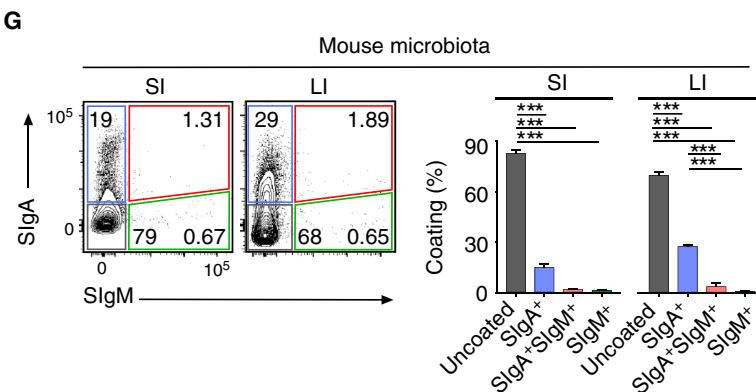 G
Mouse microbiota
SI
LI
10⁵
19
1.31
29
1.89
SIgA
0
79
0.67
68
0.65
0
10⁵
SIgM
SI
LI
***
***
***
***
***
***
***
***
90
60
30
0
Coating (%)
Uncoated
SIgA⁺
SIgA⁺SIgM⁺
SIgM⁺
Uncoated
SIgA⁺
SIgA⁺SIgM⁺
SIgM⁺